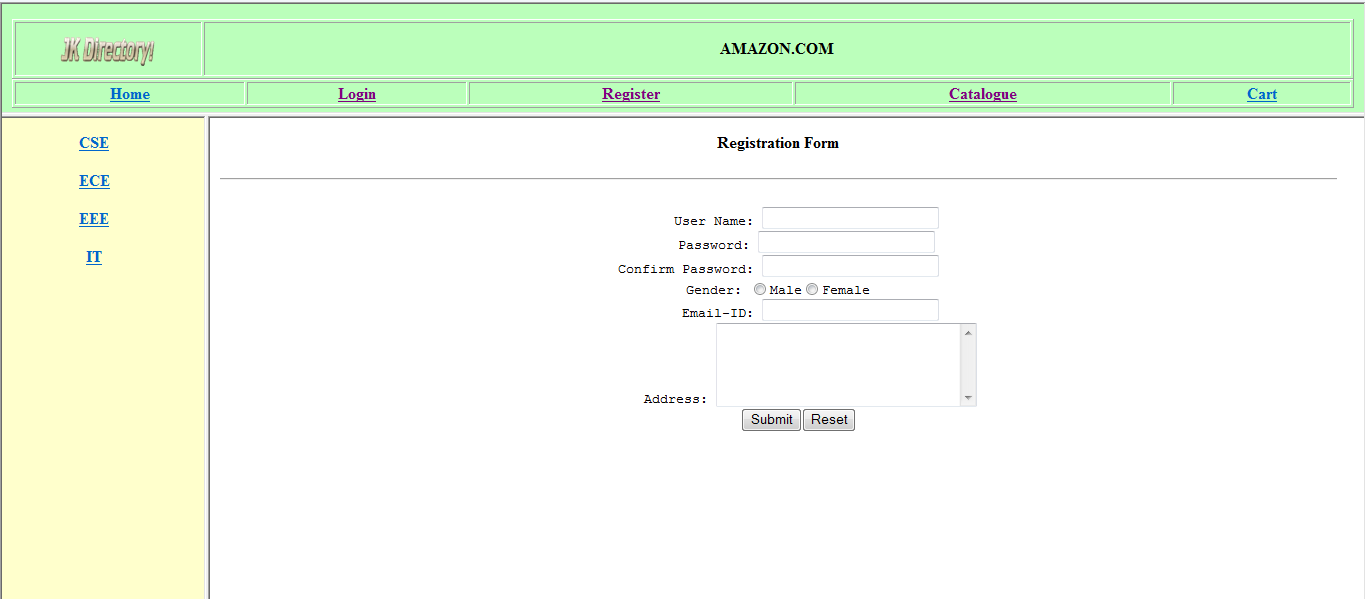 JK Directory!
AMAZON.COM
Home Login Register Catalogue Cart
CSE
ECE
EEE
IT
Registration Form
User Name:
Password:
Confirm Password:
Gender: Male Female
Email-ID:
Address:
Submit Reset